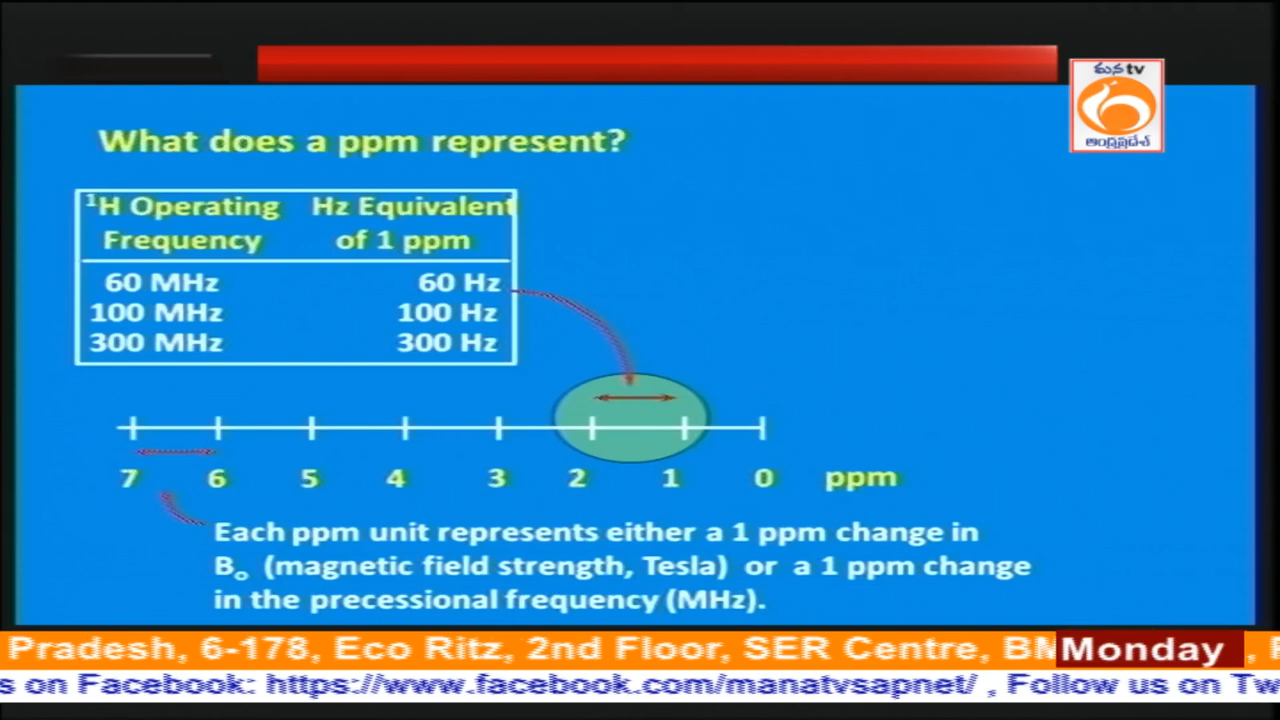 మన tv
ఆంధ్రప్రదేశ్
What does a ppm represent?
¹H Operating Hz Equivalent
Frequency of 1 ppm
60 MHz 60 Hz
100 MHz 100 Hz
300 MHz 300 Hz
7 6 5 4 3 2 1 0 ppm
Each ppm unit represents either a 1 ppm change in
Bo (magnetic field strength, Tesla) or a 1 ppm change
in the precessional frequency (MHz).
Pradesh, 6-178, Eco Ritz, 2nd Floor, SER Centre, Monday
s on Facebook: https://www.facebook.com/manatvsapnet/ , Follow us on Tw